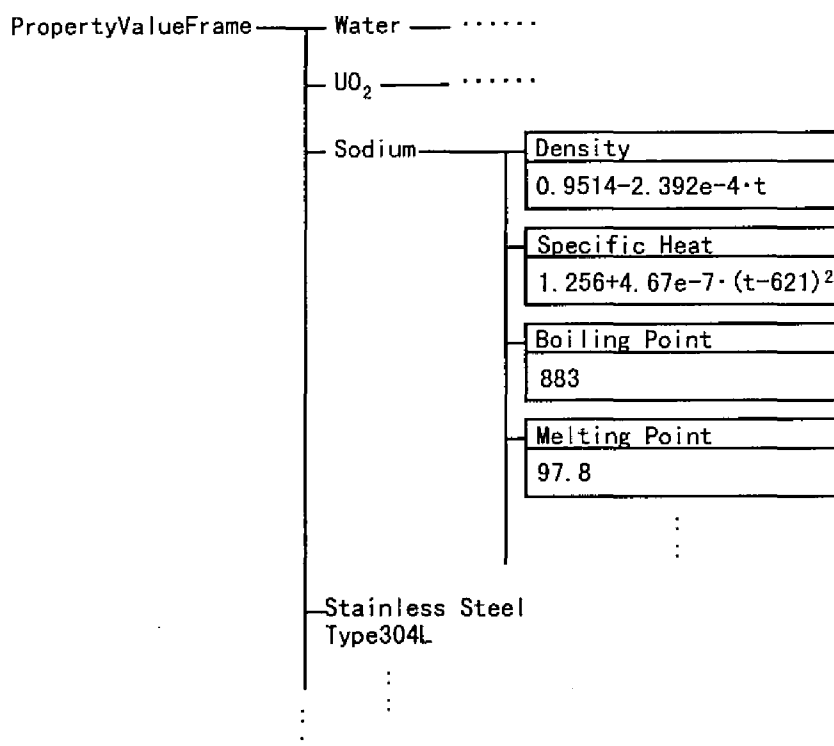 PropertyValueFrame
Water ······
UO₂ ······
Sodium
Density
0.9514-2.392e-4·t
Specific Heat
1.256+4.67e-7·(t-621)²
Boiling Point
883
Melting Point
97.8
Stainless Steel
Type304L